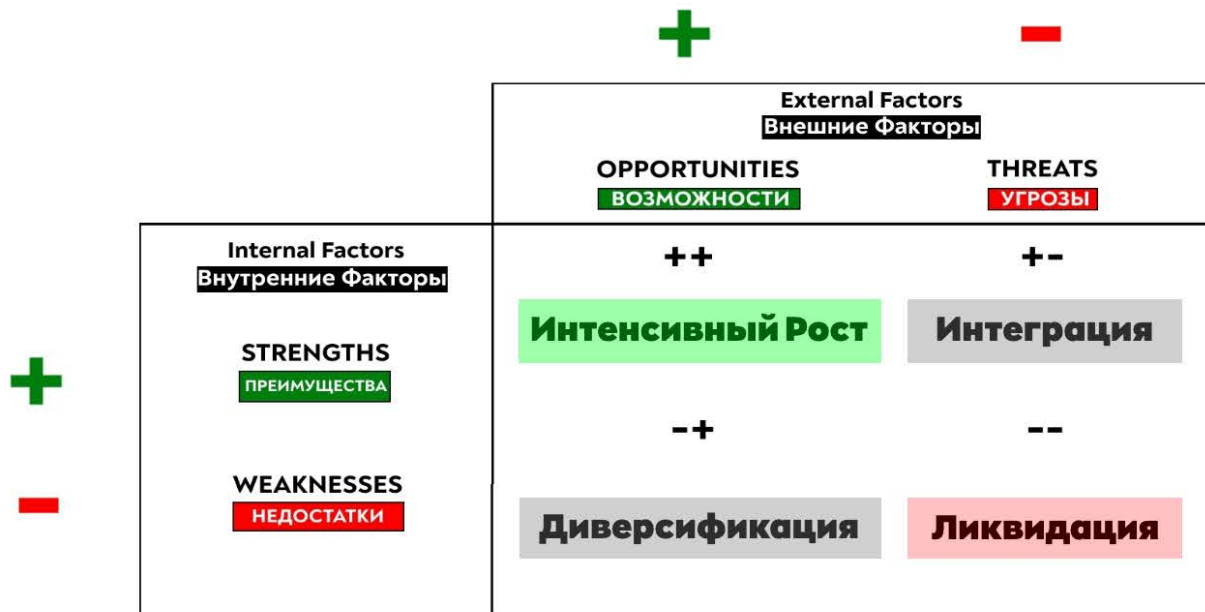 + -
External Factors
Внешние Факторы
OPPORTUNITIES THREATS
ВОЗМОЖНОСТИ УГРОЗЫ
Internal Factors
Внутренние Факторы
++ +-
Интенсивный Рост Интеграция
+ STRENGTHS
ПРЕИМУЩЕСТВА
-+ --
- WEAKNESSES
НЕДОСТАТКИ
Диверсификация Ликвидация